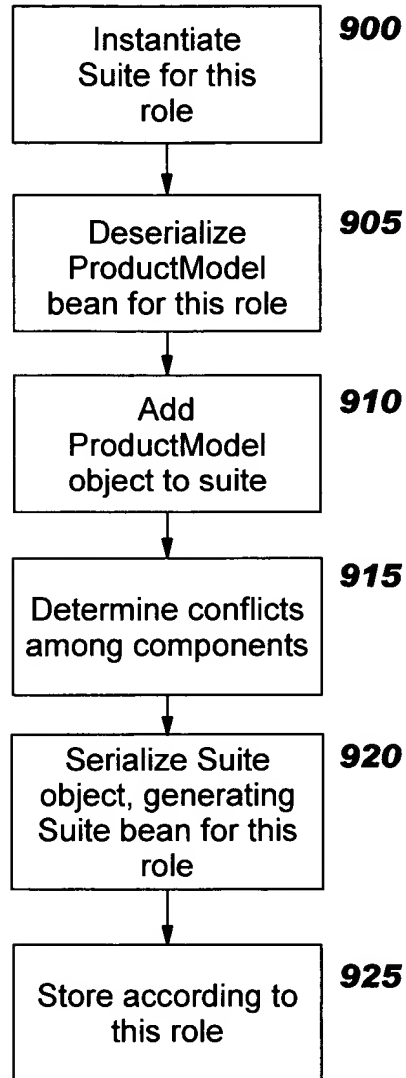 Instantiate 900
Suite for this
role
Deserialize 905
ProductModel
bean for this role
Add 910
ProductModel
object to suite
915
Determine conflicts
among components
Serialize Suite 920
object, generating
Suite bean for this
role
925
Store according to
this role